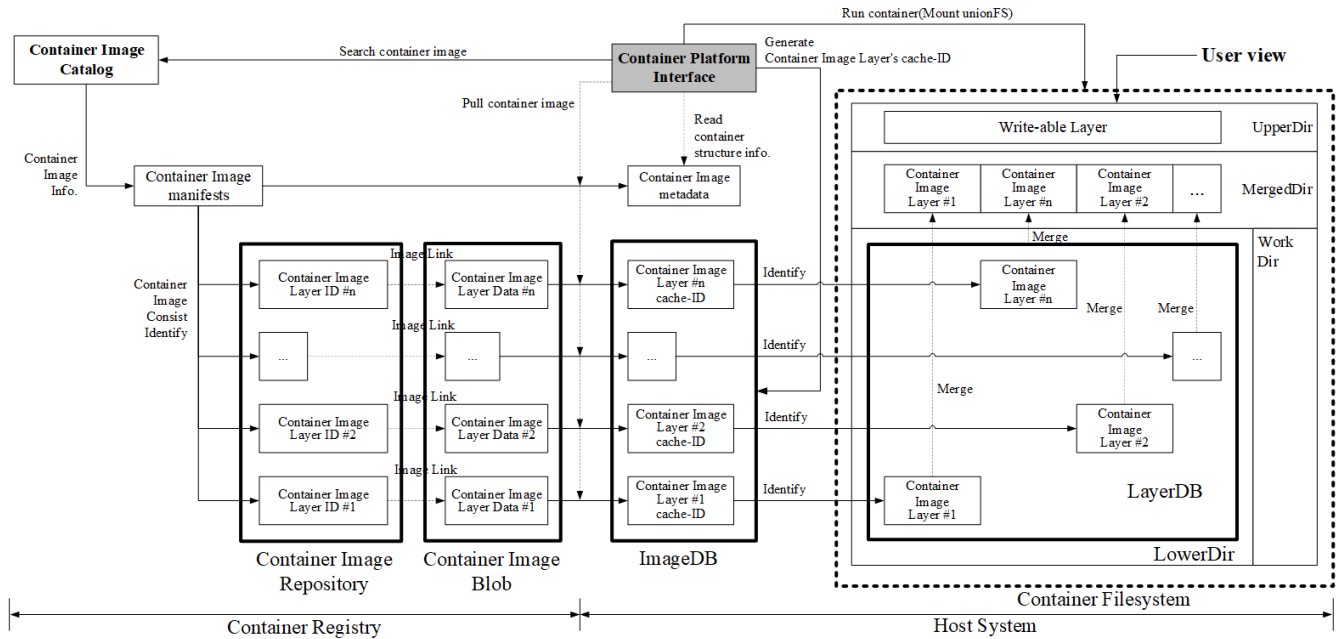 Run container(Mount unionFS)
Container Image
Catalog
Search container image
Container Platform
Interface
Generate
Container Image Layer's cache-ID
User view
Pull container image
Read
container
structure info.
Write-able Layer
UpperDir
Container
Image
Info.
Container Image
manifests
Container Image
metadata
Container
Image
Layer #1
Container
Image
Layer #n
Container
Image
Layer #2
...
MergedDir
Merge
Work
Dir
Container
Image
Consist
Identify
Image Link
Container Image
Layer ID #n
Container Image
Layer Data #n
Container Image
Layer #n
cache-ID
Identify
Container
Image
Layer#n
Merge
Merge
Image Link
...
...
...
Identify
...
Merge
Image Link
Container Image
Layer ID #2
Container Image
Layer Data #2
Container Image
Layer #2
cache-ID
Identify
Container
Image
Layer #2
Image Link
Container Image
Layer ID #1
Container Image
Layer Data #1
Container Image
Layer #1
cache-ID
Identify
Container
Image
Layer #1
LayerDB
LowerDir
Container Image
Repository
Container Image
Blob
ImageDB
Container Filesystem
Container Registry
Host System